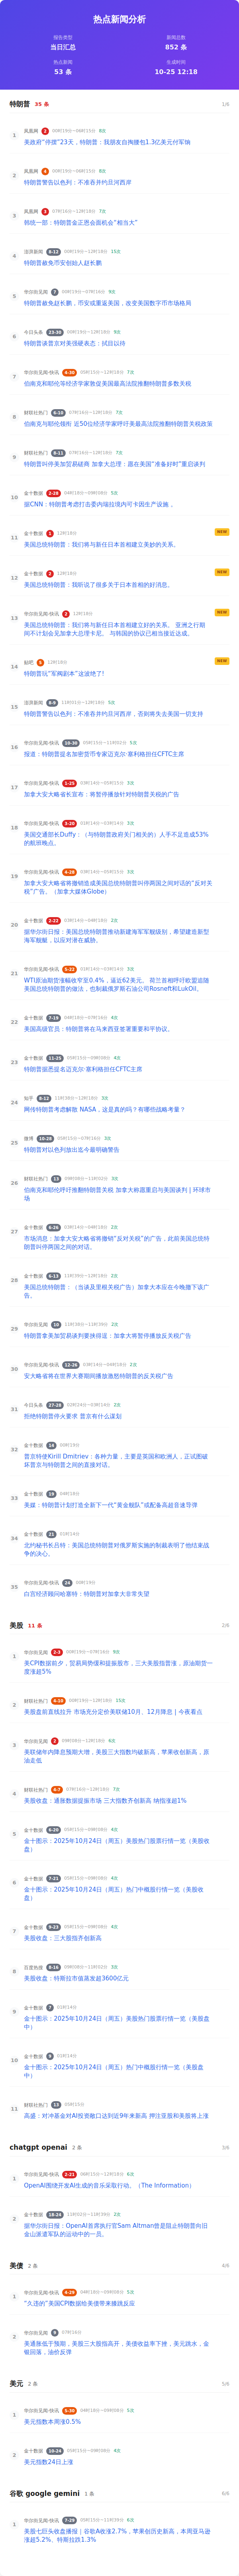 热点新闻分析
报告类型
当日汇总
新闻总数
852 条
热点新闻
53 条
生成时间
10-25 12:18
特朗普 35 条 1/6
1
凤凰网 2 00时19分~06时15分 8次
美政府“停摆”23天，特朗普：我朋友自掏腰包1.3亿美元付军饷
2
凤凰网 4 00时19分~06时15分 8次
特朗普警告以色列：不准吞并约旦河西岸
3
凤凰网 3 07时16分~12时18分 7次
韩统一部：特朗普金正恩会面机会“相当大”
4
澎湃新闻 8-12 00时19分~12时18分 15次
特朗普赦免币安创始人赵长鹏
5
华尔街见闻 7 00时19分~07时16分 9次
特朗普赦免赵长鹏，币安或重返美国，改变美国数字币市场格局
6
今日头条 25-30 00时19分~12时18分 9次
特朗普谈普京对美强硬表态：拭目以待
7
华尔街见闻-快讯 4-30 05时15分~12时18分 7次
伯南克和耶伦等经济学家敦促美国最高法院推翻特朗普多数关税
8
财联社热门 6-10 07时16分~12时18分 7次
伯南克与耶伦领衔 近50位经济学家呼吁美最高法院推翻特朗普关税政策
9
财联社热门 8-11 07时16分~12时18分 7次
特朗普叫停美加贸易磋商 加拿大总理：愿在美国“准备好时”重启谈判
10
金十数据 2-28 04时18分~09时08分 5次
据CNN：特朗普考虑打击委内瑞拉境内可卡因生产设施 。
11
金十数据 1 12时18分
NEW
美国总统特朗普：我们将与新任日本首相建立美妙的关系。
12
金十数据 2 12时18分
NEW
美国总统特朗普：我听说了很多关于日本首相的好消息。
13
华尔街见闻-快讯 2 12时18分
NEW
美国总统特朗普：我们将与新任日本首相建立好的关系。 亚洲之行期间不计划会见加拿大总理卡尼。 与韩国的协议已相当接近达成。
14
贴吧 5 12时18分
NEW
特朗普玩“军阀剧本”这波绝了!
15
澎湃新闻 8-9 11时01分~12时18分 3次
特朗普警告以色列：不准吞并约旦河西岸，否则将失去美国一切支持
16
华尔街见闻-快讯 10-30 05时15分~11时02分 5次
报道：特朗普提名加密货币专家迈克尔·塞利格担任CFTC主席
17
华尔街见闻-快讯 1-25 03时14分~05时15分 3次
加拿大安大略省长宣布：将暂停播放针对特朗普关税的广告
18
华尔街见闻-快讯 3-20 01时14分~03时14分 3次
美国交通部长Duffy：（与特朗普政府关门相关的）人手不足造成53%的航班晚点。
19
华尔街见闻-快讯 4-28 03时14分~05时15分 3次
加拿大安大略省将撤销造成美国总统特朗普叫停两国之间对话的“反对关税”广告。（加拿大媒体Globe）
20
金十数据 2-22 03时14分~04时18分 2次
据华尔街日报：美国总统特朗普推动新建海军军舰级别，希望建造新型海军舰艇，以应对潜在威胁。
21
华尔街见闻-快讯 5-22 01时14分~03时14分 3次
WTI原油期货涨幅收窄至0.4%，逼近62美元。 荷兰首相呼吁欧盟追随美国总统特朗普的做法，也制裁俄罗斯石油公司Rosneft和LukOil。
22
金十数据 7-19 04时18分~07时16分 4次
美国高级官员：特朗普将在马来西亚签署重要和平协议。
23
金十数据 11-25 05时15分~09时08分 4次
特朗普据悉提名迈克尔·塞利格担任CFTC主席
24
知乎 8-12 11时30分~12时18分 3次
网传特朗普考虑解散 NASA，这是真的吗？有哪些战略考量？
25
微博 10-29 05时15分~07时16分 3次
特朗普对以色列放出迄今最明确警告
26
财联社热门 13 09时08分~11时02分 3次
伯南克和耶伦呼吁推翻特朗普关税 加拿大称愿重启与美国谈判 | 环球市场
27
金十数据 6-26 03时14分~04时18分 2次
市场消息：加拿大安大略省将撤销“反对关税”的广告，此前美国总统特朗普叫停两国之间的对话。
28
金十数据 6-13 11时39分~12时18分 2次
美国总统特朗普：（当谈及里根关税广告）加拿大本应在今晚撤下该广告。
29
华尔街见闻 10 11时02分~11时39分 2次
特朗普拿美加贸易谈判要挟得逞：加拿大将暂停播放反关税广告
30
华尔街见闻-快讯 12-26 03时14分~04时18分 2次
安大略省将在世界大赛期间播放激怒特朗普的反关税广告
31
今日头条 27-28 02时24分~03时14分 2次
拒绝特朗普停火要求 普京有什么谋划
32
金十数据 14 00时19分
普京特使Kirill Dmitriev：各种力量，主要是英国和欧洲人，正试图破坏普京与特朗普之间的直接对话。
33
金十数据 19 04时18分
美媒：特朗普计划打造全新下一代“黄金舰队”或配备高超音速导弹
34
金十数据 21 01时14分
北约秘书长吕特：美国总统特朗普对俄罗斯实施的制裁表明了他结束战争的决心。
35
华尔街见闻-快讯 24 00时19分
白宫经济顾问哈塞特：特朗普对加拿大非常失望
美股 11 条 2/6
1
华尔街见闻 2-3 00时19分~07时16分 9次
美CPI数据前夕，贸易局势缓和提振股市，三大美股指普涨，原油期货一度涨超5%
2
财联社热门 4-10 00时19分~12时18分 15次
美股盘前直线拉升 市场充分定价美联储10月、12月降息 | 今夜看点
3
华尔街见闻 2 09时08分~12时18分 6次
美联储年内降息预期大增，美股三大指数均破新高，苹果收创新高，原油走低
4
财联社热门 4-7 07时16分~12时18分 7次
美股收盘：通胀数据提振市场 三大指数齐创新高 纳指涨超1%
5
金十数据 6-20 05时15分~09时08分 4次
金十图示：2025年10月24日（周五）美股热门股票行情一览（美股收盘）
6
金十数据 7-21 05时15分~09时08分 4次
金十图示：2025年10月24日（周五）热门中概股行情一览（美股收盘）
7
金十数据 9-23 05时15分~09时08分 4次
美股收盘：三大股指齐创新高
8
百度热搜 8-16 09时08分~11时02分 3次
美股收盘：特斯拉市值蒸发超3600亿元
9
金十数据 7 01时14分
金十图示：2025年10月24日（周五）美股热门股票行情一览（美股盘中）
10
金十数据 9 01时14分
金十图示：2025年10月24日（周五）热门中概股行情一览（美股盘中）
11
财联社热门 13 05时15分
高盛：对冲基金对AI投资敞口达到近9年来新高 押注亚股和美股将上涨
chatgpt openai 2 条 3/6
1
华尔街见闻-快讯 2-21 06时15分~12时18分 6次
OpenAI围绕开发AI生成的音乐采取行动。（The Information）
2
金十数据 18-24 11时02分~11时39分 2次
据华尔街日报：OpenAI首席执行官Sam Altman曾是阻止特朗普向旧金山派遣军队的运动中的一员。
美债 2 条 4/6
1
华尔街见闻-快讯 4-29 04时18分~09时08分 5次
“久违的”美国CPI数据给美债带来膝跳反应
2
华尔街见闻 9 07时16分
美通胀低于预期，美股三大股指高开，美债收益率下挫，美元跳水，金银回落，油价反弹
美元 2 条 5/6
1
华尔街见闻-快讯 5-30 04时18分~09时08分 5次
美元指数本周涨0.5%
2
金十数据 10-24 05时15分~09时08分 4次
美元指数24日上涨
谷歌 google gemini 1 条 6/6
1
华尔街见闻-快讯 7-29 05时15分~11时39分 6次
美股七巨头收盘播报｜谷歌A收涨2.7%，苹果创历史新高，本周亚马逊涨超5.2%、特斯拉跌1.3%